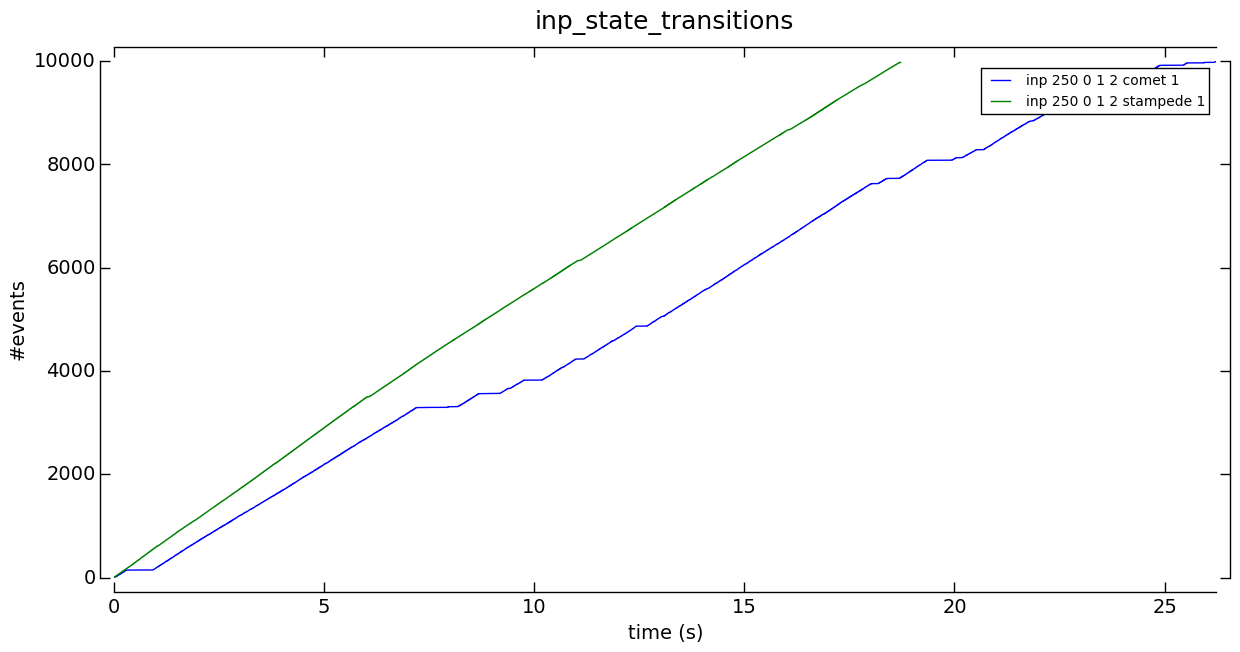 inp_state_transitions
10000
8000
6000
4000
2000
0
#events
inp 250 0 1 2 comet 1
inp 250 0 1 2 stampede 1
0 5 10 15 20 25
time (s)